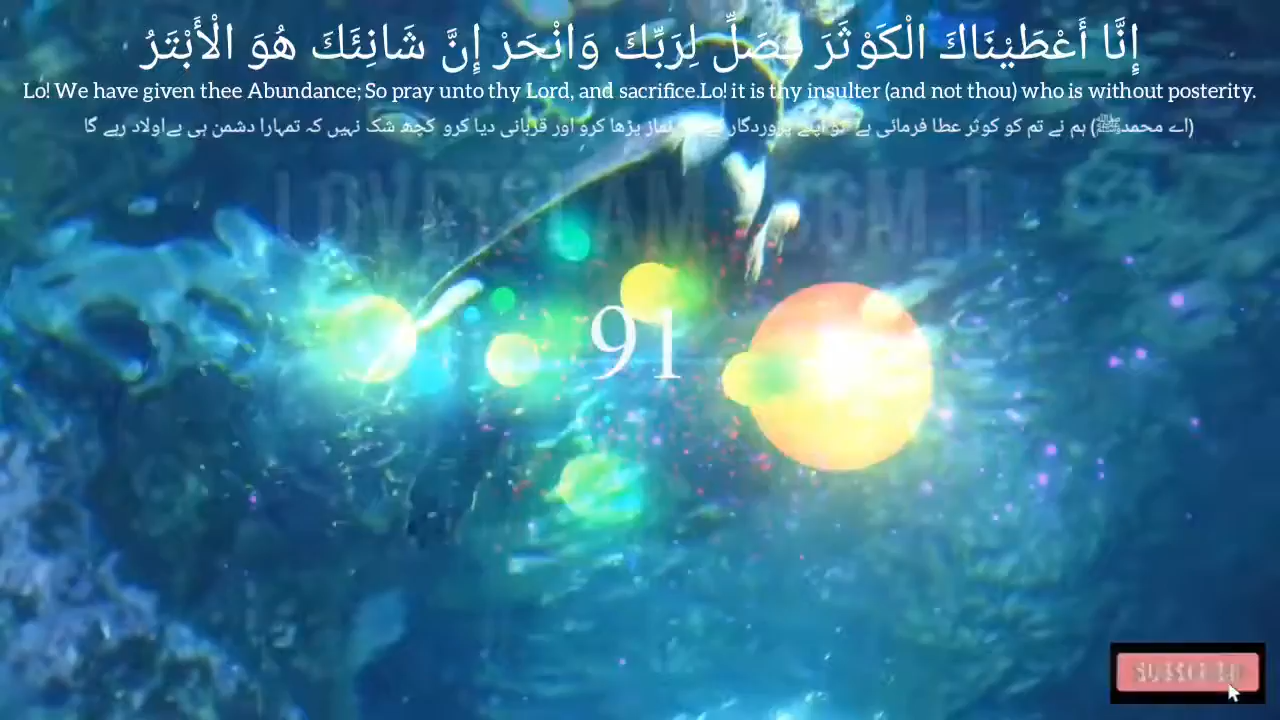 إِنَّا أَعْطَيْنَاكَ الْكَوْثَرَ فَصَلِّ لِرَبِّكَ وَانْحَرْ إِنَّ شَانِئَكَ هُوَ الْأَبْتَرُ
Lo! We have given thee Abundance; So pray unto thy Lord, and sacrifice.Lo! it is thy insulter (and not thou) who is without posterity.
(اے محمدﷺ) ہم نے تم کو کوثر عطا فرمائی ہے تو اپنے پروردگار کے لیے نماز پڑھا کرو اور قربانی دیا کرو کچھ شک نہیں کہ تمہارا دشمن ہی بےاولاد رہے گا
91
SUBSCRIBE